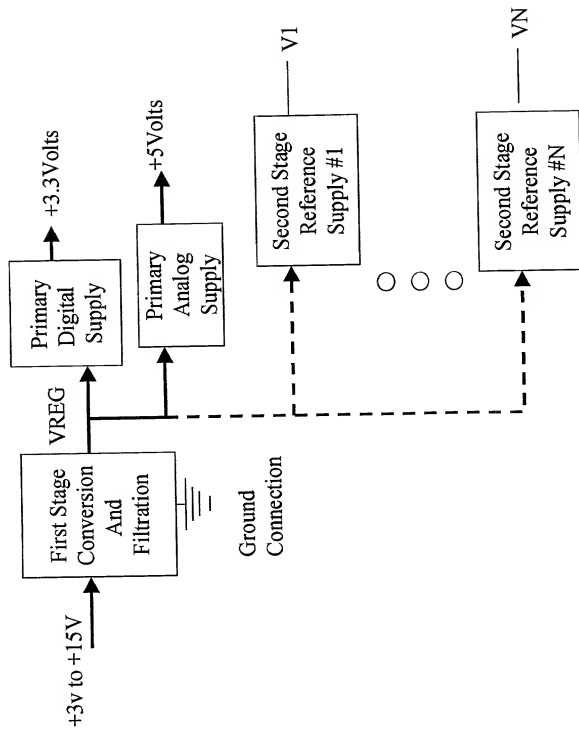 +3v to +15V
First Stage
Conversion
And
Filtration
Ground
Connection
VREG
Primary
Digital
Supply
+3.3Volts
Primary
Analog
Supply
+5Volts
Second Stage
Reference
Supply #1
V1
Second Stage
Reference
Supply #N
VN